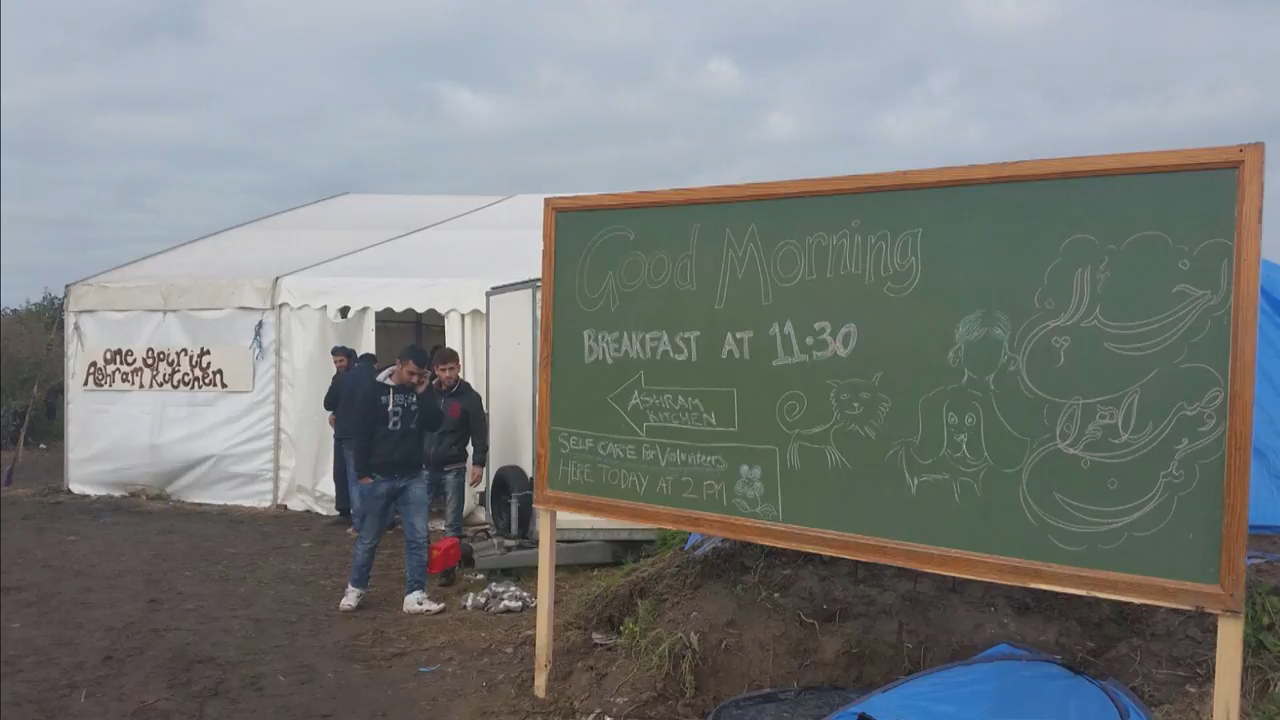 one spirit
Ashram Kitchen
Good Morning
BREAKFAST AT 11:30
ASHRAM
KITCHEN
SELF CARE for Volunteers
HERE TODAY AT 2 PM
87